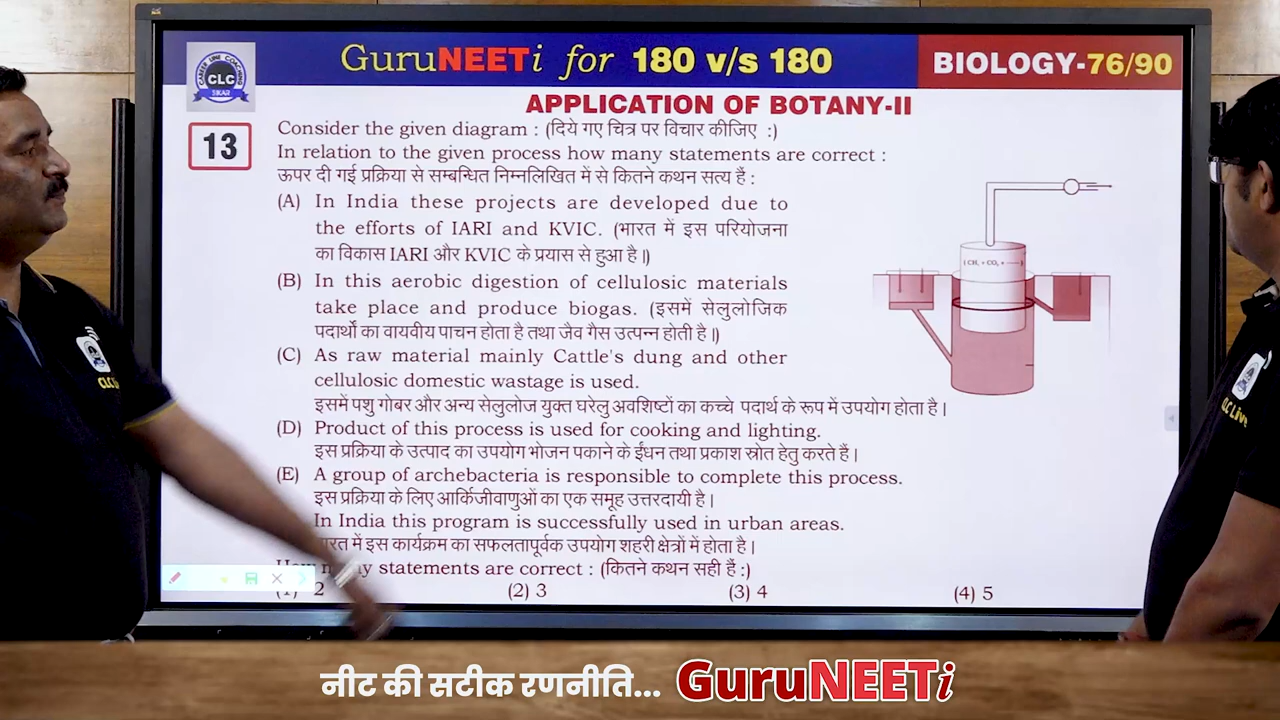 GuruNEETi for 180 v/s 180
BIOLOGY-76/90
CLC
SIKAR
APPLICATION OF BOTANY-II
13
Consider the given diagram : (दिये गए चित्र पर विचार कीजिए :)
In relation to the given process how many statements are correct :
ऊपर दी गई प्रक्रिया से सम्बन्धित निम्नलिखित में से कितने कथन सत्य हैं :
(A) In India these projects are developed due to
the efforts of IARI and KVIC. (भारत में इस परियोजना
का विकास IARI और KVIC के प्रयास से हुआ है।)
(B) In this aerobic digestion of cellulosic materials
take place and produce biogas. (इसमें सेलुलोजिक
पदार्थों का वायवीय पाचन होता है तथा जैव गैस उत्पन्न होती है।)
(C) As raw material mainly Cattle's dung and other
cellulosic domestic wastage is used.
इसमें पशु गोबर और अन्य सेलुलोज युक्त घरेलु अवशिष्टों का कच्चे पदार्थ के रूप में उपयोग होता है।
(D) Product of this process is used for cooking and lighting.
इस प्रक्रिया के उत्पाद का उपयोग भोजन पकाने के ईंधन तथा प्रकाश स्रोत हेतु करते हैं।
(E) A group of archebacteria is responsible to complete this process.
इस प्रक्रिया के लिए आर्किजीवाणुओं का एक समूह उत्तरदायी है।
In India this program is successfully used in urban areas.
में इस कार्यक्रम का सफलतापूर्वक उपयोग शहरी क्षेत्रों में होता है।
statements are correct : (कितने कथन सही हैं :)
2 (2) 3 (3) 4 (4) 5
नीट की सटीक रणनीति... GuruNEETi